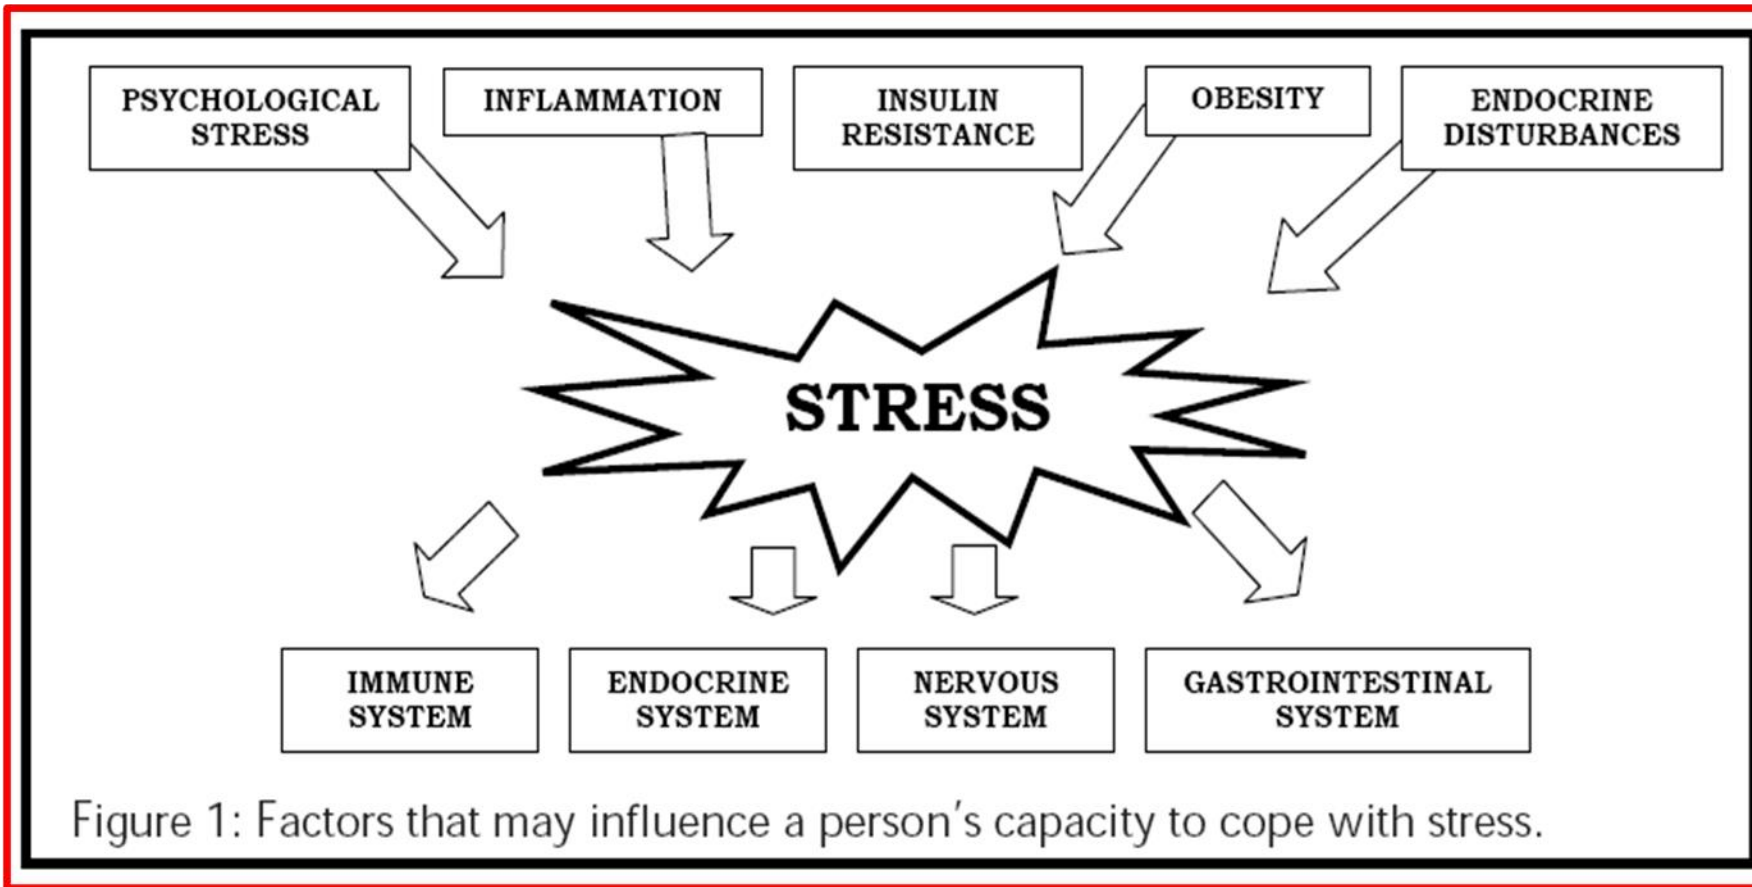 PSYCHOLOGICAL
STRESS
INFLAMMATION
INSULIN
RESISTANCE
OBESITY
ENDOCRINE
DISTURBANCES
STRESS
IMMUNE
SYSTEM
ENDOCRINE
SYSTEM
NERVOUS
SYSTEM
GASTROINTESTINAL
SYSTEM
Figure 1: Factors that may influence a person's capacity to cope with stress.